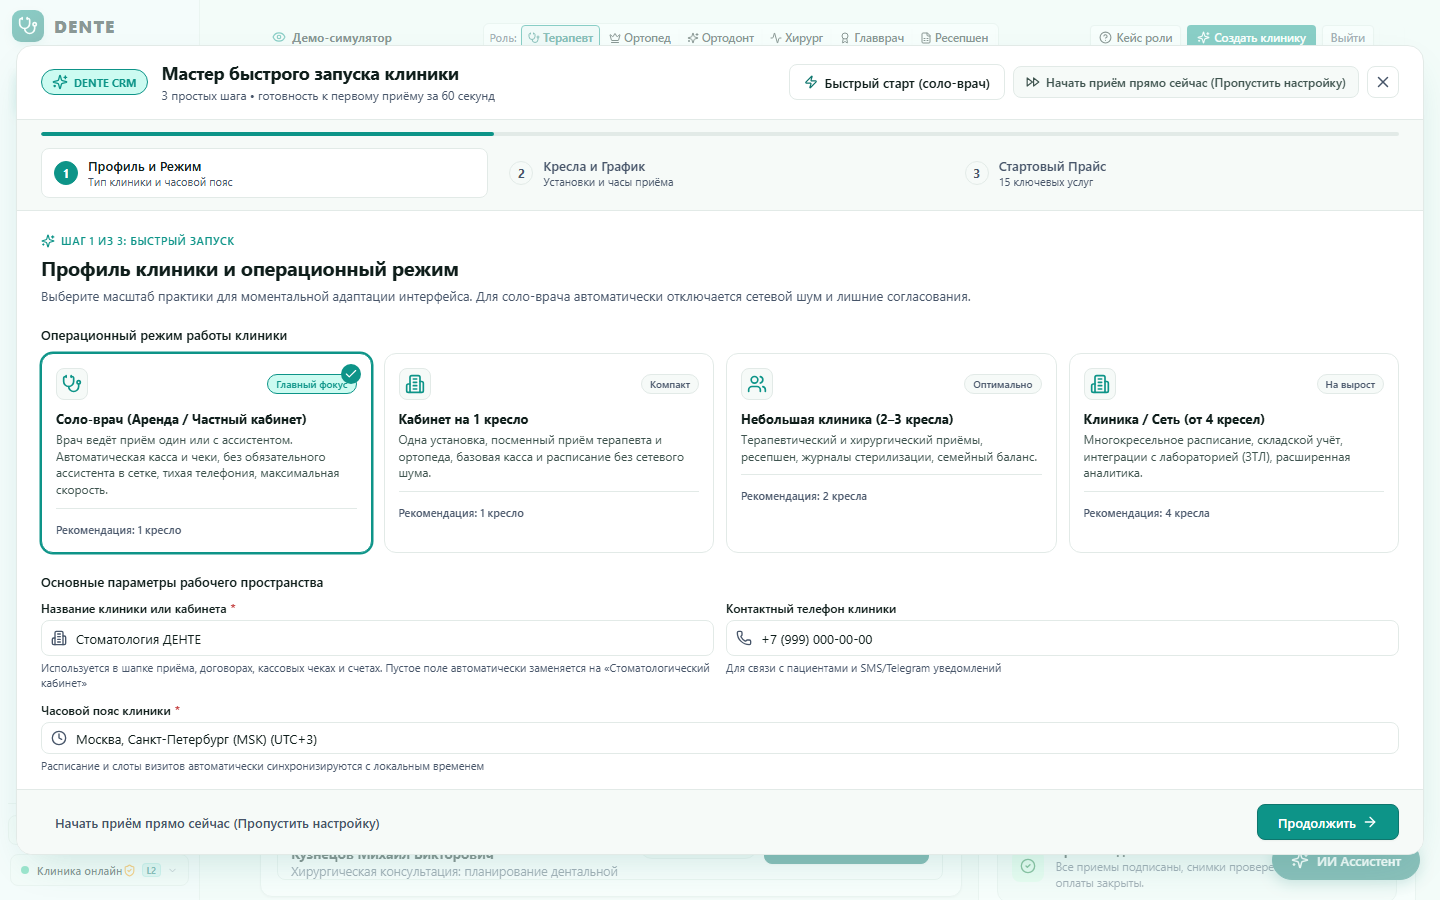 DENTE
Демо-симулятор
Роль:
Терапевт
Ортопед
Ортодонт
Хирург
Главврач
Ресепшен
Кейс роли
Создать клинику
Выйти
DENTE CRM
Мастер быстрого запуска клиники
3 простых шага • готовность к первому приёму за 60 секунд
Быстрый старт (соло-врач)
Начать приём прямо сейчас (Пропустить настройку)
1
Профиль и Режим
Тип клиники и часовой пояс
2
Кресла и График
Установки и часы приёма
3
Стартовый Прайс
15 ключевых услуг
ШАГ 1 ИЗ 3: БЫСТРЫЙ ЗАПУСК
Профиль клиники и операционный режим
Выберите масштаб практики для моментальной адаптации интерфейса. Для соло-врача автоматически отключается сетевой шум и лишние согласования.
Операционный режим работы клиники
Главный фокус
Соло-врач (Аренда / Частный кабинет)
Врач ведёт приём один или с ассистентом.
Автоматическая касса и чеки, без обязательного
ассистента в сетке, тихая телефония, максимальная
скорость.
Рекомендация: 1 кресло
Компакт
Кабинет на 1 кресло
Одна установка, посменный приём терапевта и
ортопеда, базовая касса и расписание без сетевого
шума.
Рекомендация: 1 кресло
Оптимально
Небольшая клиника (2–3 кресла)
Терапевтический и хирургический приёмы,
ресепшен, журналы стерилизации, семейный баланс.
Рекомендация: 2 кресла
На вырост
Клиника / Сеть (от 4 кресел)
Многокресельное расписание, складской учёт,
интеграции с лабораторией (ЗТЛ), расширенная
аналитика.
Рекомендация: 4 кресла
Основные параметры рабочего пространства
Название клиники или кабинета *
Стоматология ДЕНТЕ
Используется в шапке приёма, договорах, кассовых чеках и счетах. Пустое поле автоматически заменяется на «Стоматологический
кабинет»
Контактный телефон клиники
+7 (999) 000-00-00
Для связи с пациентами и SMS/Telegram уведомлений
Часовой пояс клиники *
Москва, Санкт-Петербург (MSK) (UTC+3)
Расписание и слоты визитов автоматически синхронизируются с локальным временем
Начать приём прямо сейчас (Пропустить настройку)
Продолжить
Клиника онлайн
L2
Кузнецов Михаил Викторович
Хирургическая консультация: планирование дентальной
Все приемы подписаны, снимки провере
оплаты закрыты.
ИИ Ассистент